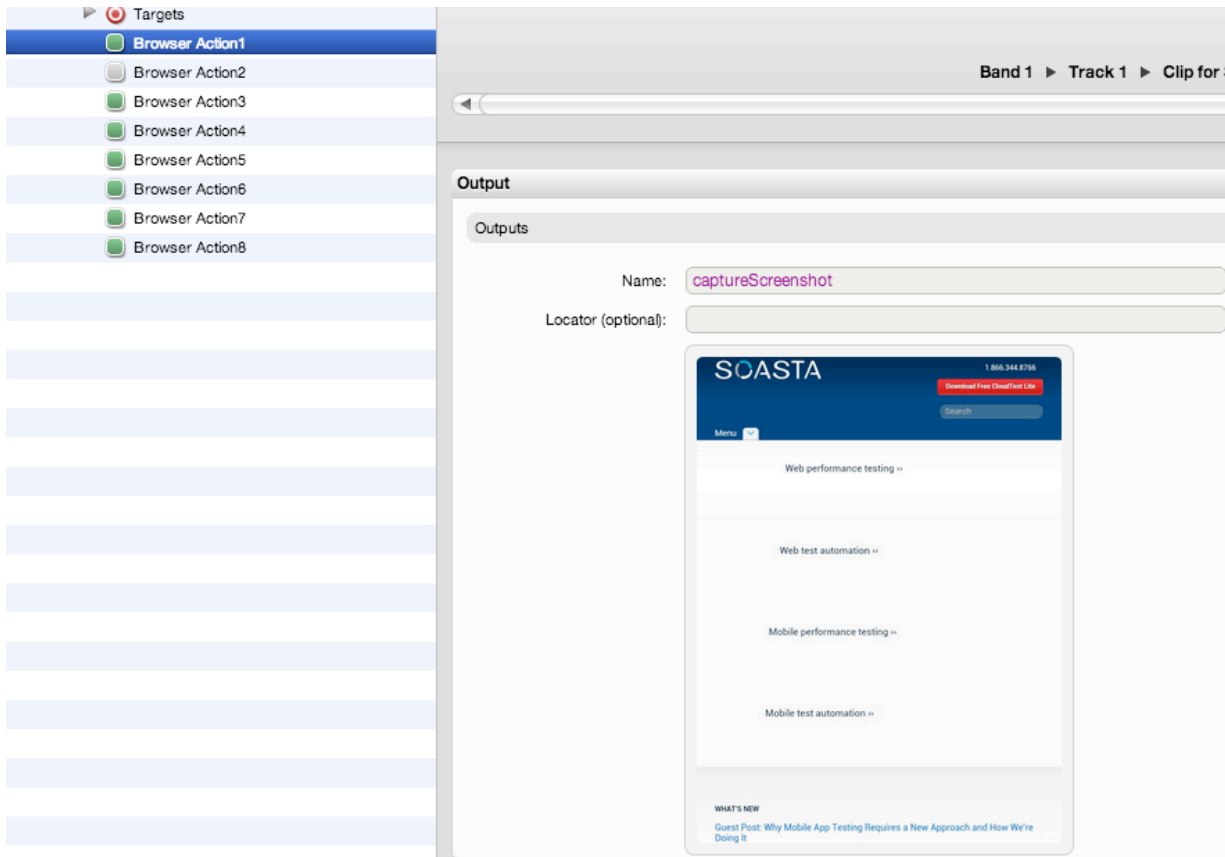 Targets
Browser Action1
Browser Action2
Browser Action3
Browser Action4
Browser Action5
Browser Action6
Browser Action7
Browser Action8
Band 1 ▶ Track 1 ▶ Clip for
Output
Outputs
Name: captureScreenshot
Locator (optional):
SOASTA
1.866.344.8766
Download Free CloudTest Lite
Search
Menu
Web performance testing ››
Web test automation ››
Mobile performance testing ››
Mobile test automation ››
WHAT'S NEW
Guest Post: Why Mobile App Testing Requires a New Approach and How We're
Doing It